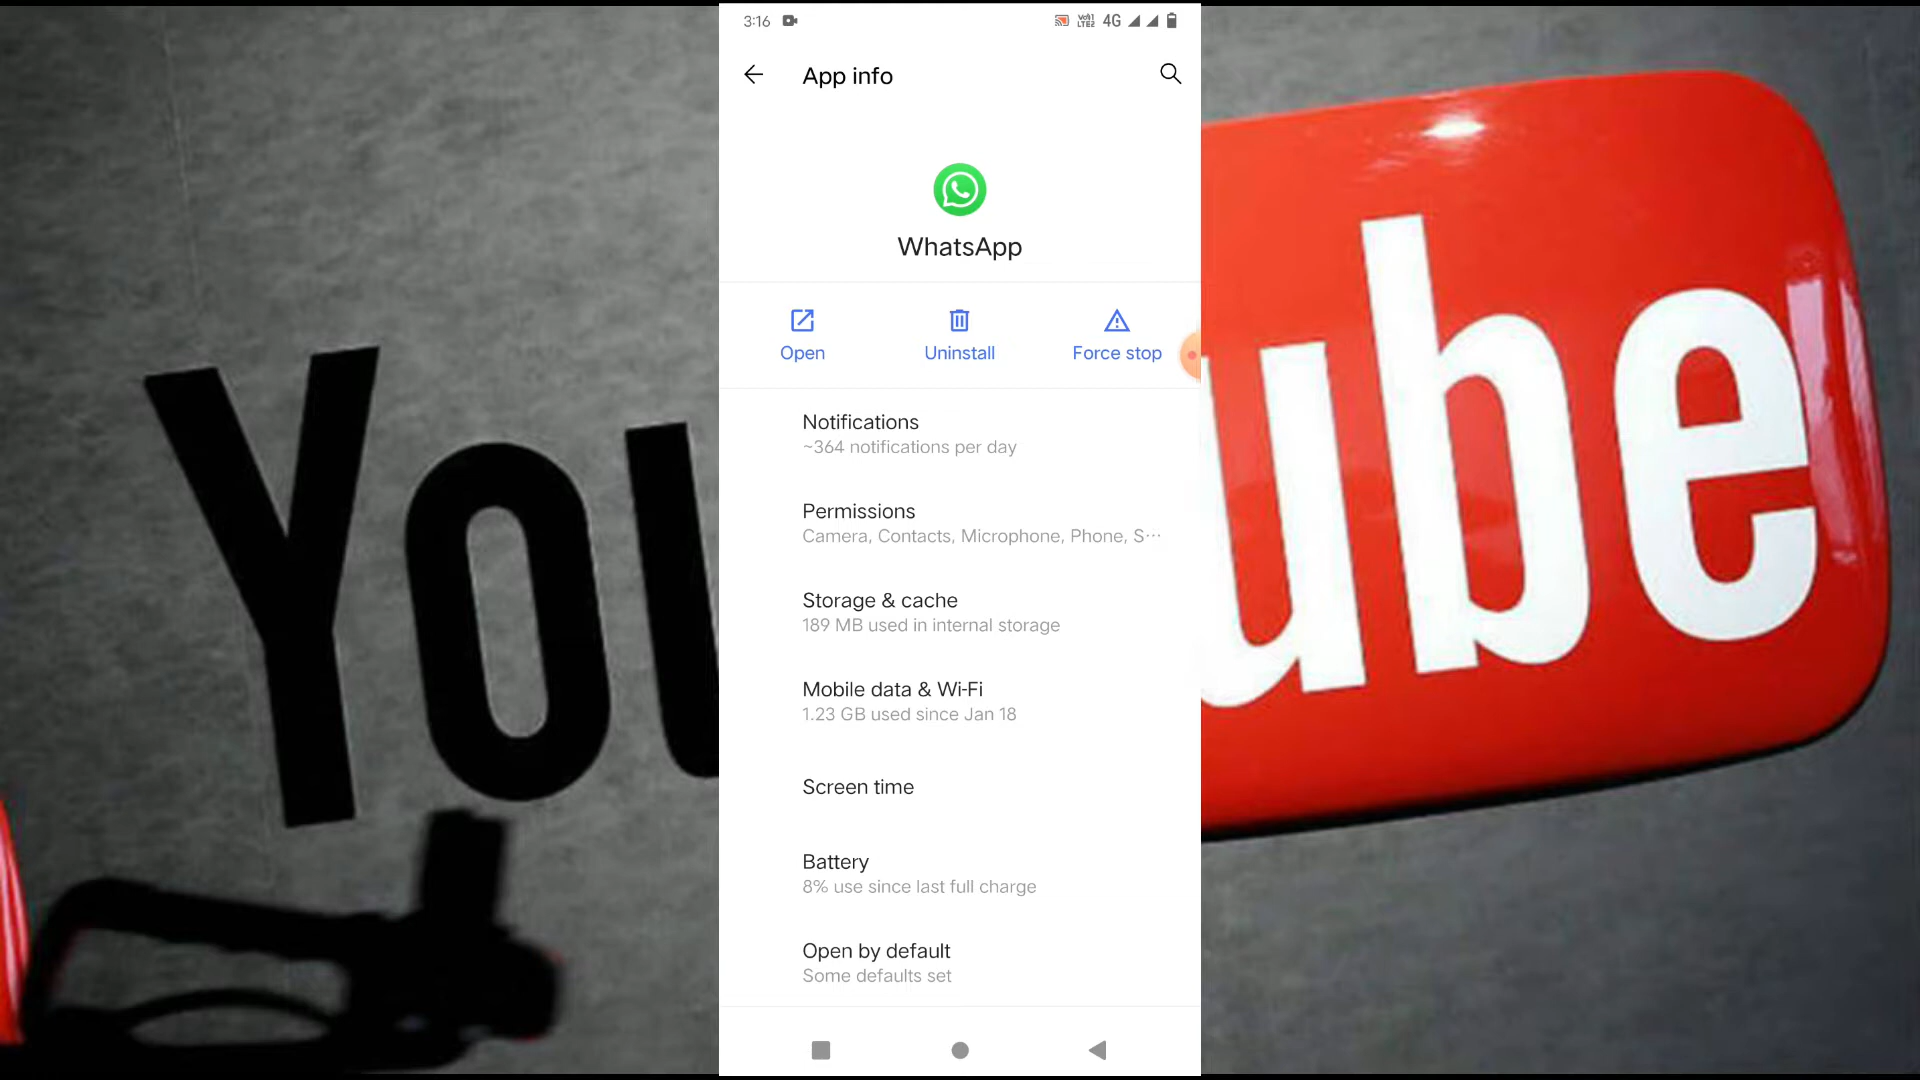 3:16 Vo)) LTE2 4G
App info
WhatsApp
Open Uninstall Force stop
Notifications
~364 notifications per day
Permissions
Camera, Contacts, Microphone, Phone, S···
Storage & cache
189 MB used in internal storage
Mobile data & Wi-Fi
1.23 GB used since Jan 18
Screen time
Battery
8% use since last full charge
Open by default
Some defaults set
You
ube